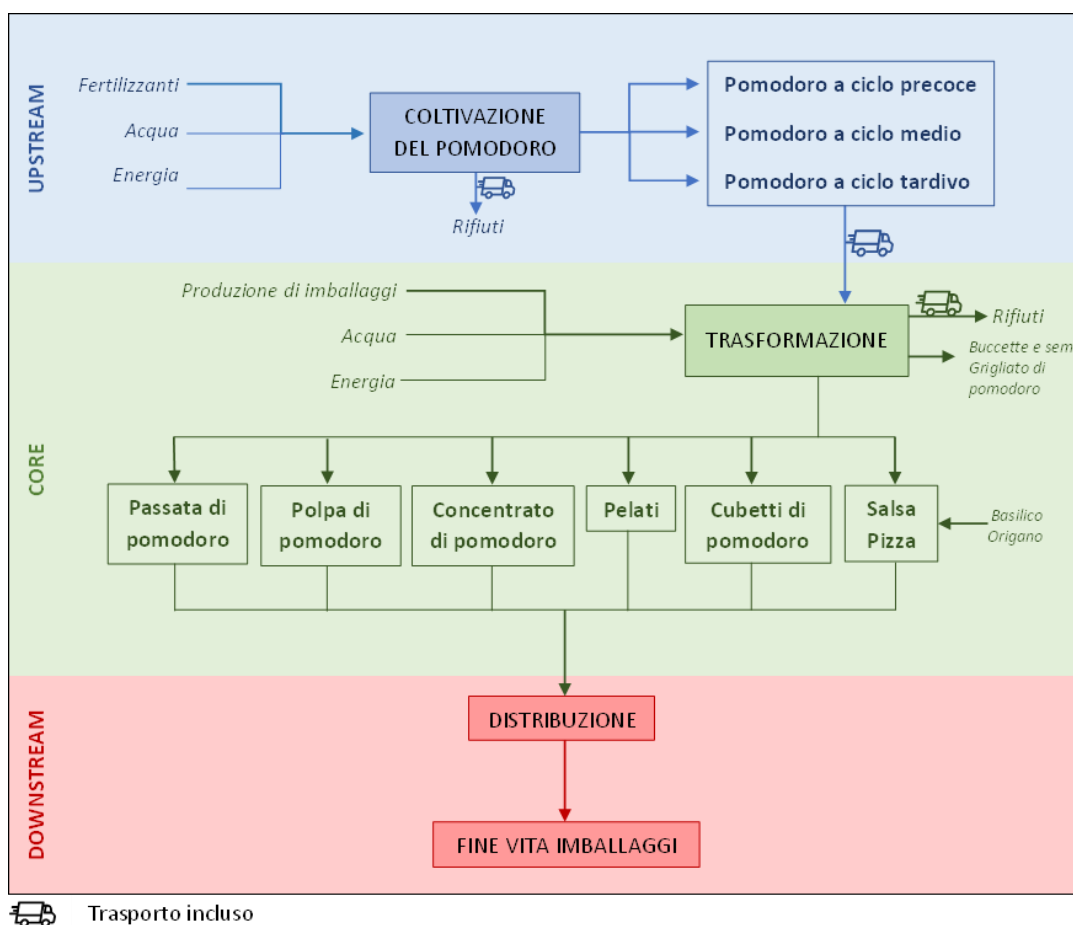 UPSTREAM
Fertilizzanti
Acqua
Energia
COLTIVAZIONE
DEL POMODORO
Rifiuti
Pomodoro a ciclo precoce
Pomodoro a ciclo medio
Pomodoro a ciclo tardivo
CORE
Produzione di imballaggi
Acqua
Energia
TRASFORMAZIONE
Rifiuti
Buccette e sem
Grigliato di
pomodoro
Passata di
pomodoro
Polpa di
pomodoro
Concentrato
di pomodoro
Pelati
Cubetti di
pomodoro
Salsa
Pizza
Basilico
Origano
DOWNSTREAM
DISTRIBUZIONE
FINE VITA IMBALLAGGI
Trasporto incluso